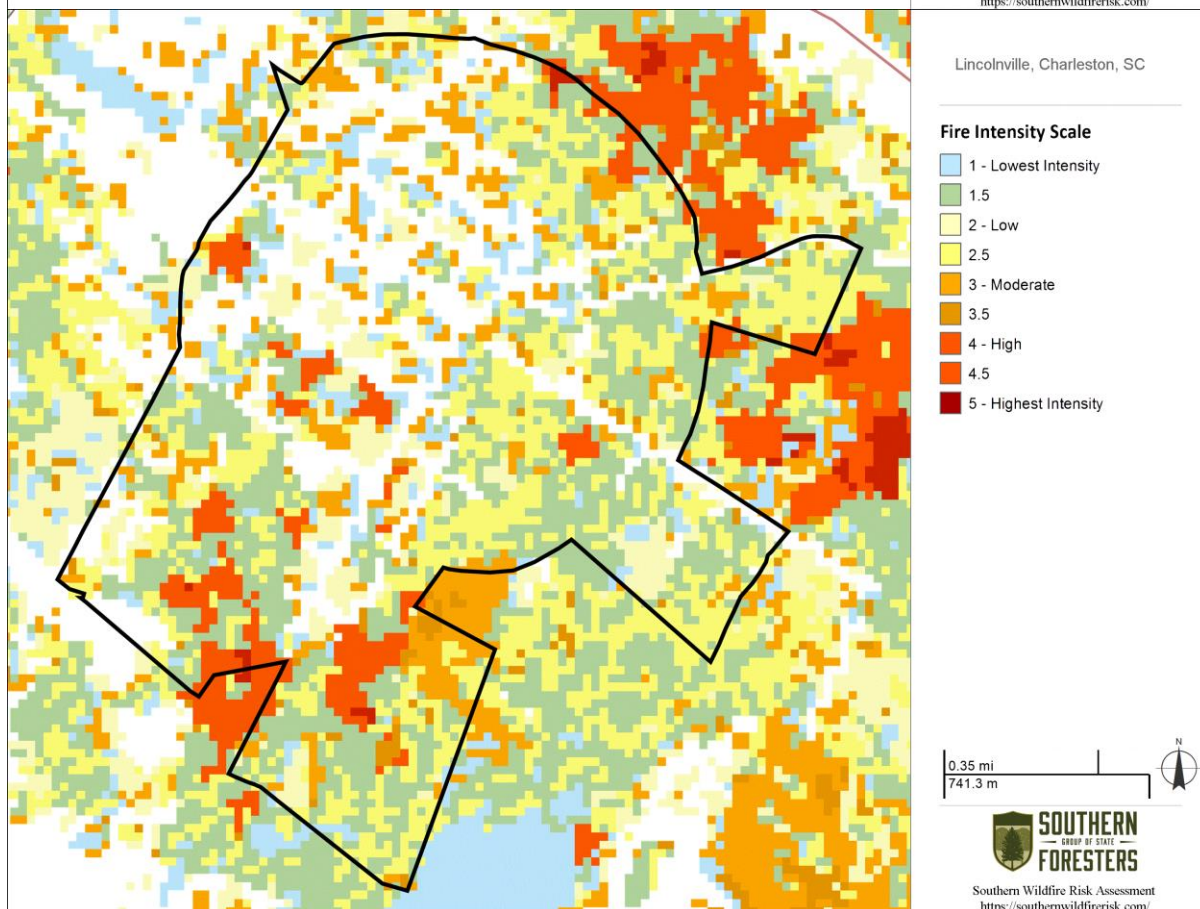 https://southernwildfirerisk.com/
Lincolnville, Charleston, SC
Fire Intensity Scale
1 - Lowest Intensity
1.5
2 - Low
2.5
3 - Moderate
3.5
4 - High
4.5
5 - Highest Intensity
0.35 mi
741.3 m
N
SOUTHERN
GROUP OF STATE
FORESTERS
Southern Wildfire Risk Assessment
https://southernwildfirerisk.com/